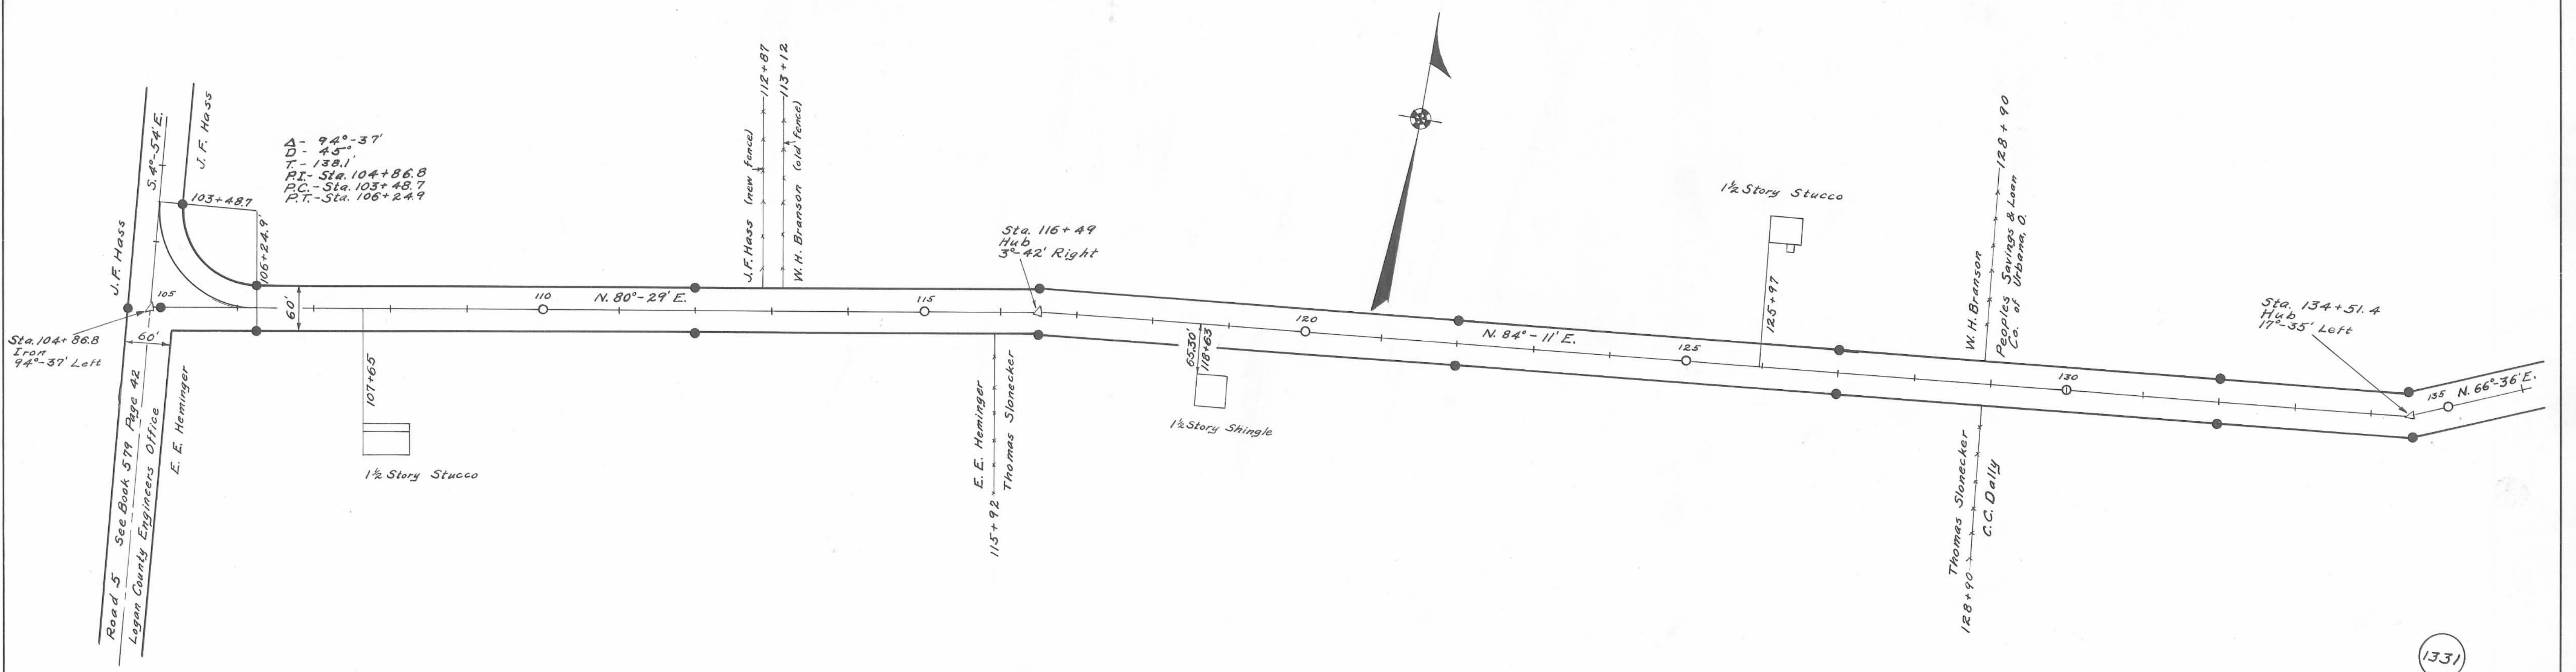 J. F. Hass
S. 4°-54' E.
J. F. Hass
Δ - 94°-37'
D - 45°
T. - 138.1'
P.I. - Sta. 104+86.8
P.C. - Sta. 103+48.7
P.T. - Sta. 106+24.9
103+48.7
106+24.9'
105
60'
Sta. 104+86.8
Iron
94°-37' Left
60'
Road 5 See Book 579 Page 42
Logan County Engineers Office
E. E. Heminger
107+65
1½ Story Stucco
110
N. 80°-29' E.
J. F. Hass (new fence)
112+87
113+12
W. H. Branson (old fence)
115
Sta. 116+49
Hub
3°-42' Right
E. E. Heminger
Thomas Slonecker
115+92
65.30'
118+63
1½ Story Shingle
120
N. 84°-11' E.
125
1½ Story Stucco
125+97
W. H. Branson
128+90
Peoples Savings & Loan
Co. of Urbana, O.
130
Thomas Slonecker
C. C. Dally
128+90
Sta. 134+51.4
Hub
17°-35' Left
135
N. 66°-36' E.
1331